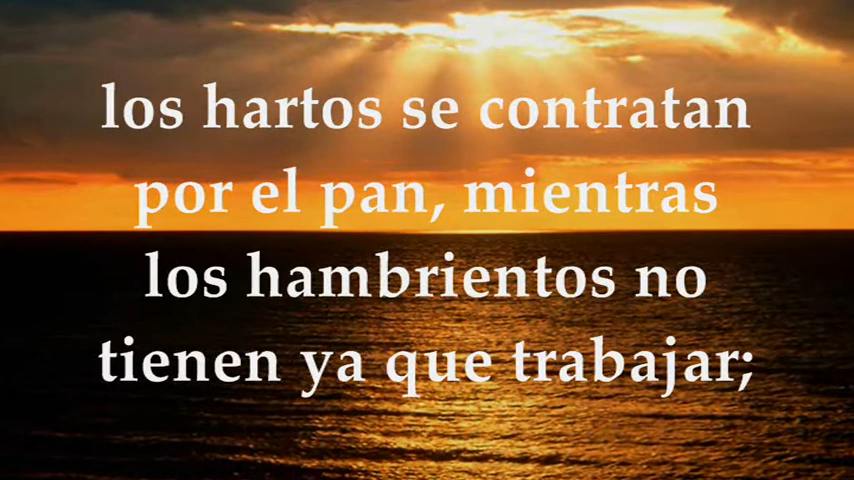 los hartos se contratan
por el pan, mientras
los hambrientos no
tienen ya que trabajar;